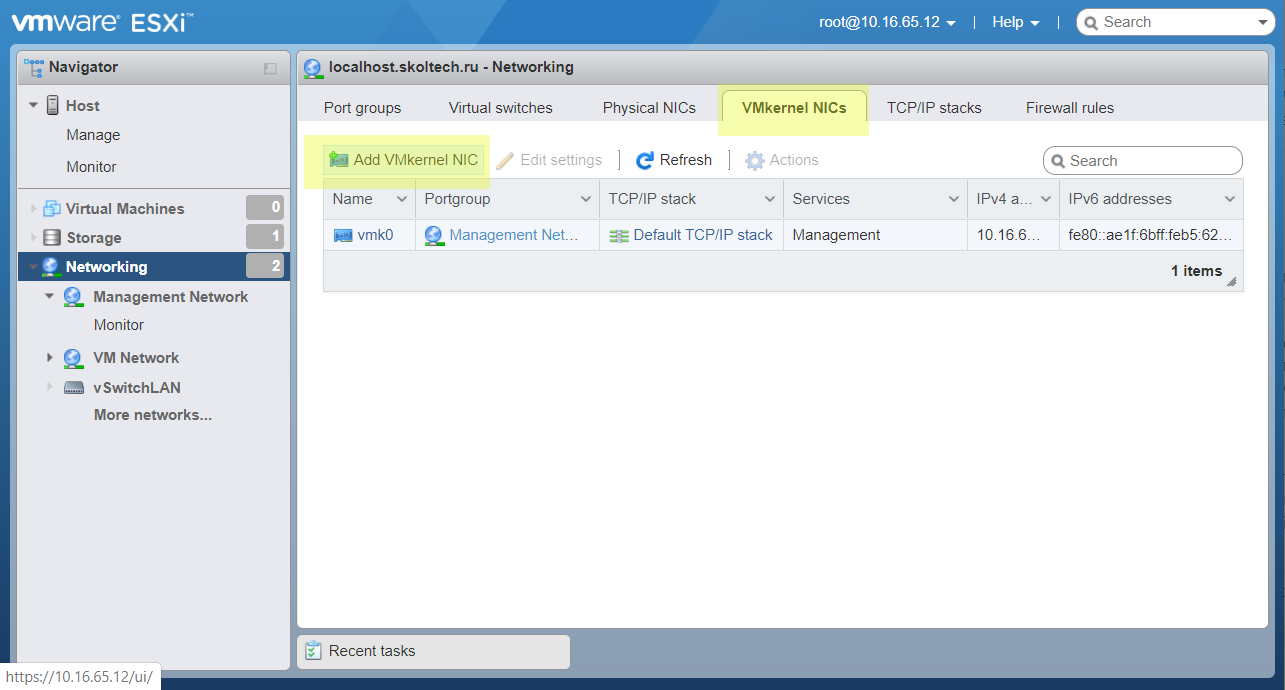 vmware ESXi™
root@10.16.65.12 | Help | Search
Navigator
Host
Manage
Monitor
Virtual Machines 0
Storage 1
Networking 2
Management Network
Monitor
VM Network
vSwitchLAN
More networks...
localhost.skoltech.ru - Networking
Port groups Virtual switches Physical NICs VMkernel NICs TCP/IP stacks Firewall rules
Add VMkernel NIC Edit settings | Refresh | Actions Search
Name Portgroup TCP/IP stack Services IPv4 a... IPv6 addresses
vmk0 Management Net... Default TCP/IP stack Management 10.16.6... fe80::ae1f:6bff:feb5:62...
1 items
Recent tasks
https://10.16.65.12/ui/